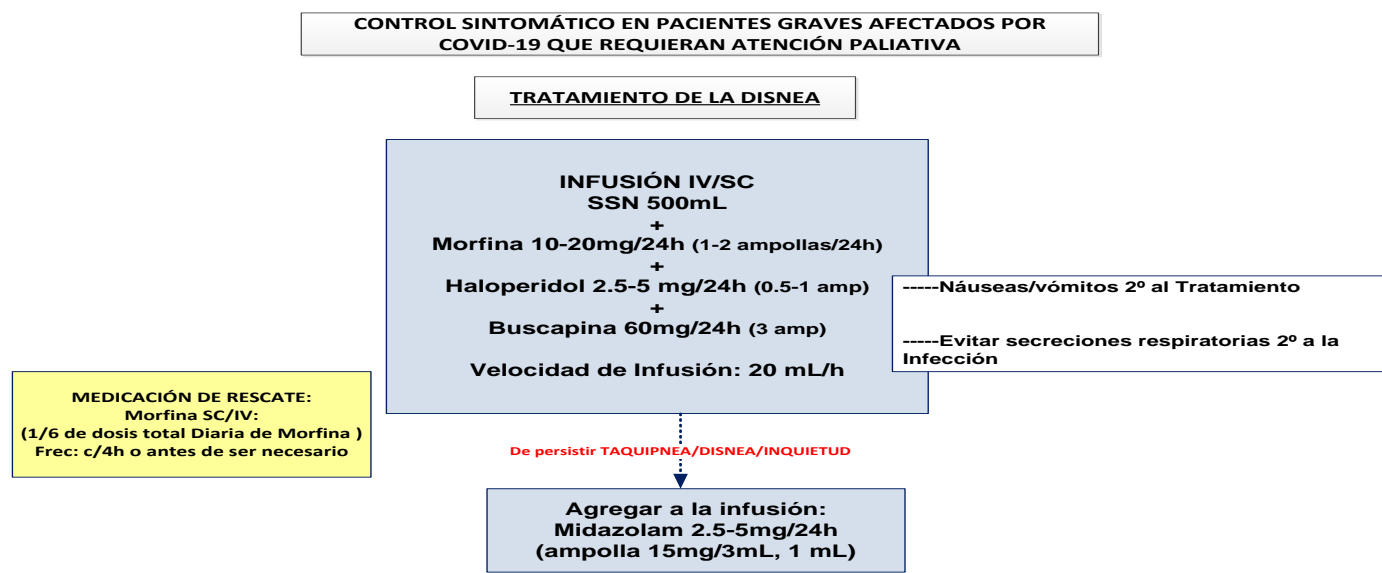 CONTROL SINTOMÁTICO EN PACIENTES GRAVES AFECTADOS POR
COVID-19 QUE REQUIERAN ATENCIÓN PALIATIVA
TRATAMIENTO DE LA DISNEA
INFUSIÓN IV/SC
SSN 500mL
+
Morfina 10-20mg/24h (1-2 ampollas/24h)
+
Haloperidol 2.5-5 mg/24h (0.5-1 amp)
+
Buscapina 60mg/24h (3 amp)
Velocidad de Infusión: 20 mL/h
-----Náuseas/vómitos 2º al Tratamiento
-----Evitar secreciones respiratorias 2º a la
Infección
MEDICACIÓN DE RESCATE:
Morfina SC/IV:
(1/6 de dosis total Diaria de Morfina )
Frec: c/4h o antes de ser necesario
De persistir TAQUIPNEA/DISNEA/INQUIETUD
Agregar a la infusión:
Midazolam 2.5-5mg/24h
(ampolla 15mg/3mL, 1 mL)